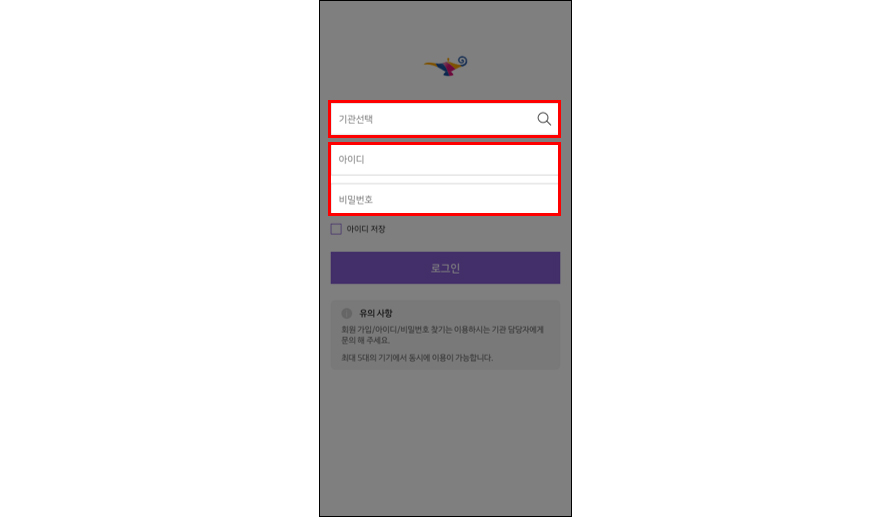 기관선택
아이디
비밀번호
아이디 저장
로그인
유의 사항
회원 가입/아이디/비밀번호 찾기는 이용하시는 기관 담당자에게
문의 해 주세요.
최대 5대의 기기에서 동시에 이용이 가능합니다.